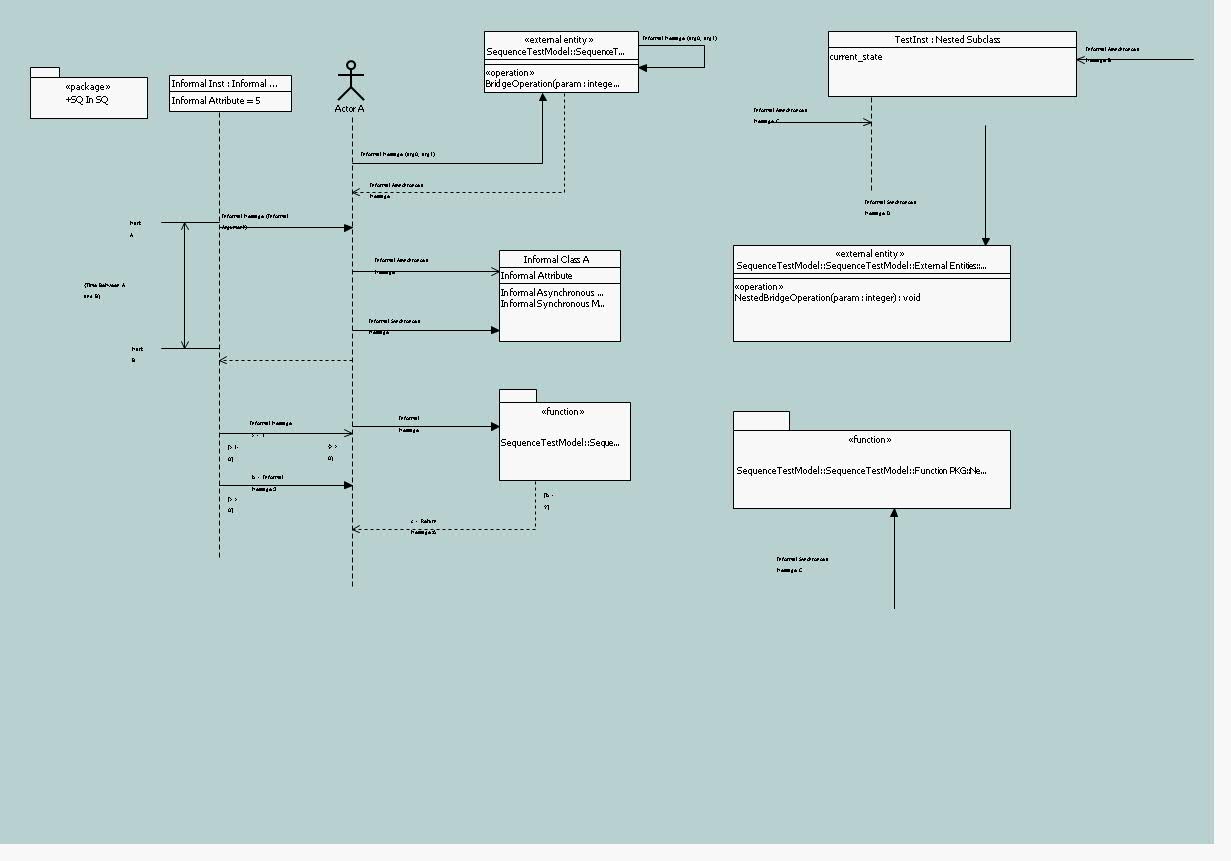 «external entity»
SequenceTestModel::SequenceT...
«operation»
BridgeOperation(param : intege...
Informal Message (arg0, arg1)
TestInst : Nested Subclass
current_state
Informal Asynchronous
Message B
«package»
+SQ In SQ
Informal Inst : Informal ...
Informal Attribute = 5
Actor A
Informal Asynchronous
Message C
Informal Message (arg0, arg1)
Informal Asynchronous
Message
Informal Synchronous
Message D
Informal Message (Informal
Argument)
Mark
A
(Time Between A
and B)
Mark
B
Informal Asynchronous
Message
Informal Class A
Informal Attribute
Informal Asynchronous ...
Informal Synchronous M...
Informal Synchronous
Message
«external entity»
SequenceTestModel::SequenceTestModel::External Entities::...
«operation»
NestedBridgeOperation(param : integer) : void
Informal Message
Informal
Message
«function»
SequenceTestModel::Seque...
«function»
SequenceTestModel::SequenceTestModel::Function PKG::Ne...
b - Informal
Message 2
c - Return
Message 2b
Informal Synchronous
Message C